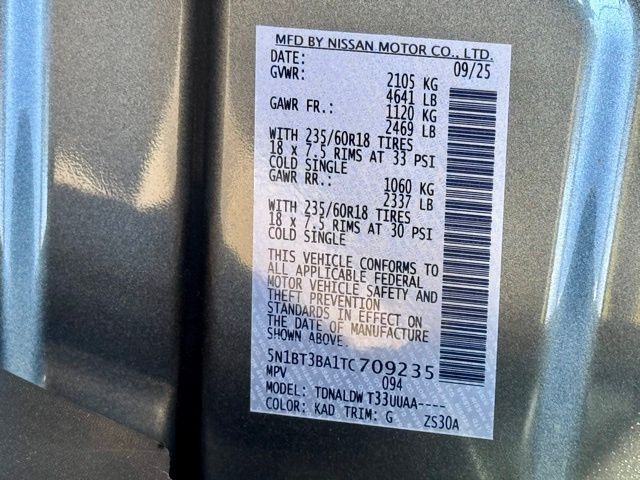 MFD BY NISSAN MOTOR CO., LTD.
DATE: 09/25
GVWR: 2105 KG
4641 LB
GAWR FR.: 1120 KG
2469 LB
WITH 235/60R18 TIRES
18 x 7.5 RIMS AT 33 PSI
COLD SINGLE
GAWR RR.: 1060 KG
2337 LB
WITH 235/60R18 TIRES
18 x 7.5 RIMS AT 30 PSI
COLD SINGLE
THIS VEHICLE CONFORMS TO
ALL APPLICABLE FEDERAL
MOTOR VEHICLE SAFETY AND
THEFT PREVENTION
STANDARDS IN EFFECT ON
THE DATE OF MANUFACTURE
SHOWN ABOVE.
5N1BT3BA1TC709235
MPV 094
MODEL: TDNALDWT33UUAA----
COLOR: KAD TRIM: G ZS30A